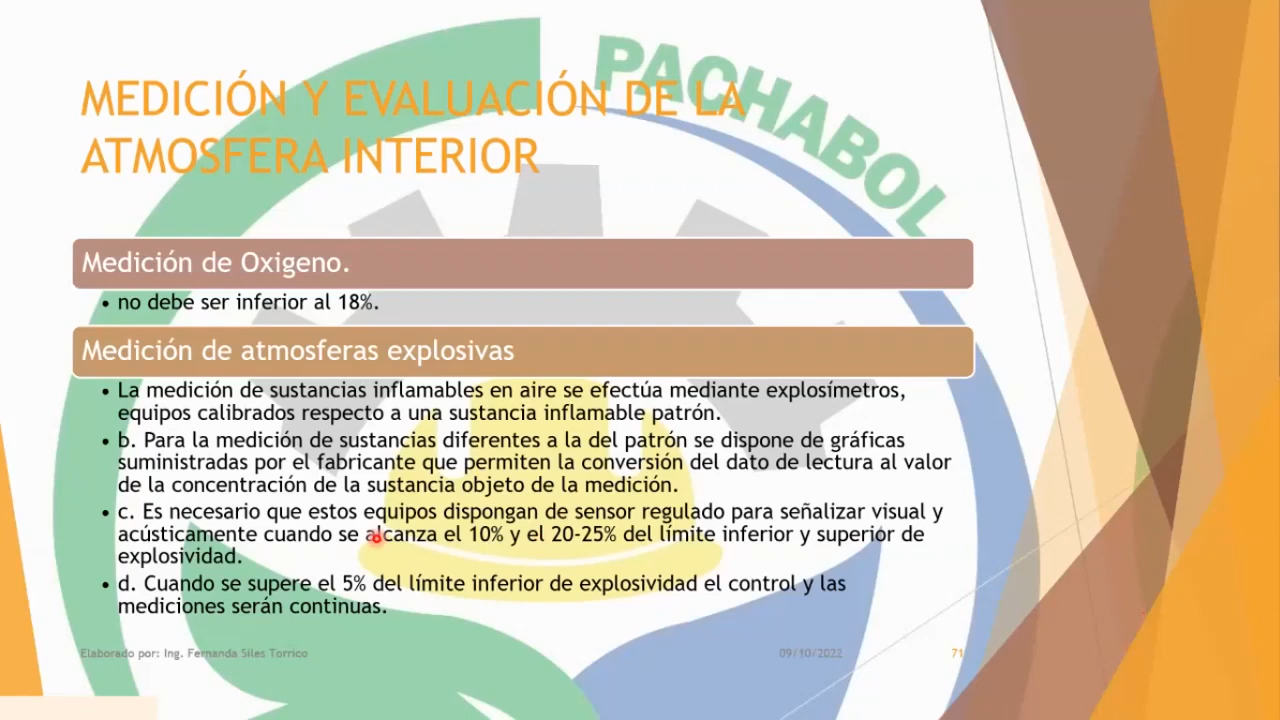 PACHABOL
MEDICIÓN Y EVALUACIÓN DE LA
ATMOSFERA INTERIOR
Medición de Oxigeno.
• no debe ser inferior al 18%.
Medición de atmosferas explosivas
• La medición de sustancias inflamables en aire se efectúa mediante explosímetros,
equipos calibrados respecto a una sustancia inflamable patrón.
• b. Para la medición de sustancias diferentes a la del patrón se dispone de gráficas
suministradas por el fabricante que permiten la conversión del dato de lectura al valor
de la concentración de la sustancia objeto de la medición.
• c. Es necesario que estos equipos dispongan de sensor regulado para señalizar visual y
acústicamente cuando se alcanza el 10% y el 20-25% del límite inferior y superior de
explosividad.
• d. Cuando se supere el 5% del límite inferior de explosividad el control y las
mediciones serán continuas.
Elaborado por: Ing. Fernanda Siles Torrico
09/10/2022
71